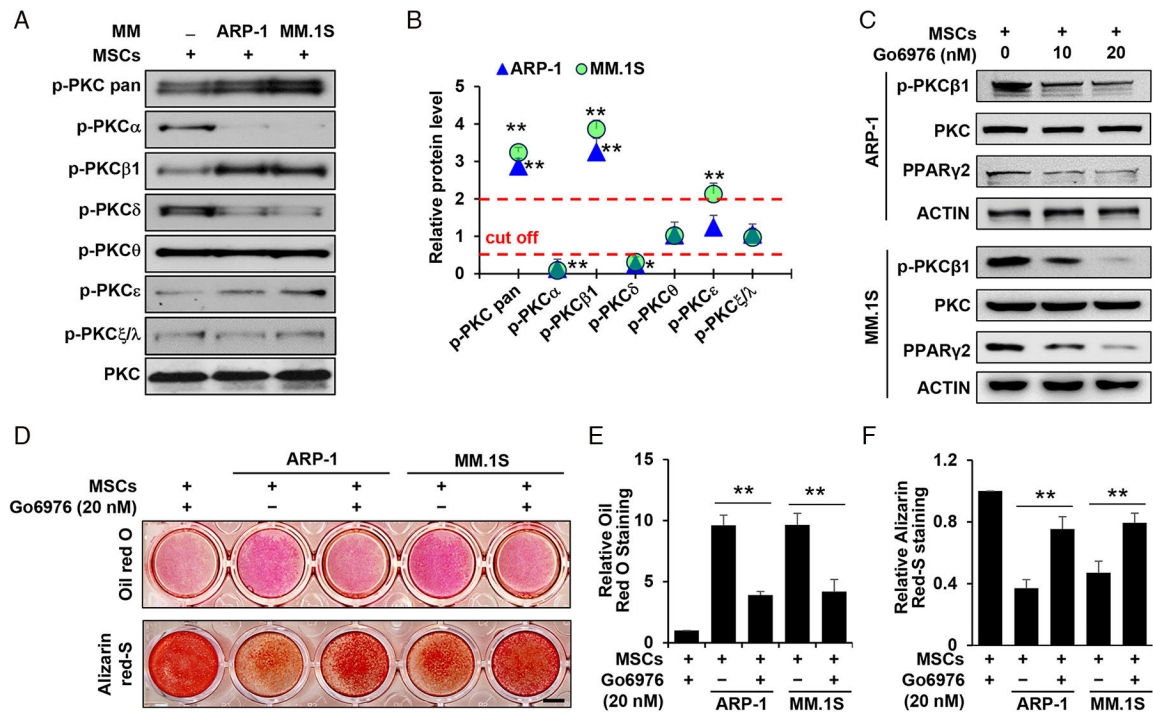 A
MM – ARP-1 MM.1S
MSCs + + +
p-PKC pan
p-PKCα
p-PKCβ1
p-PKCδ
p-PKCθ
p-PKCε
p-PKCξ/λ
PKC
B
ARP-1 MM.1S
Relative protein level
5
4
3
2
1
0
** ** ** ** ** * **
cut off
p-PKC pan
p-PKCα
p-PKCβ1
p-PKCδ
p-PKCθ
p-PKCε
p-PKCξ/λ
C
MSCs + + +
Go6976 (nM) 0 10 20
ARP-1
p-PKCβ1
PKC
PPARγ2
ACTIN
MM.1S
p-PKCβ1
PKC
PPARγ2
ACTIN
D
ARP-1 MM.1S
MSCs + + + + +
Go6976 (20 nM) + – + – +
Oil red O
Alizarin
red-S
E
Relative Oil
Red O Staining
15
10
5
0
** **
MSCs + + + + +
Go6976 + – + – +
(20 nM) ARP-1 MM.1S
F
Relative Alizarin
Red-S staining
1.2
0.8
0.4
0
** **
MSCs + + + + +
Go6976 + – + – +
(20 nM) ARP-1 MM.1S